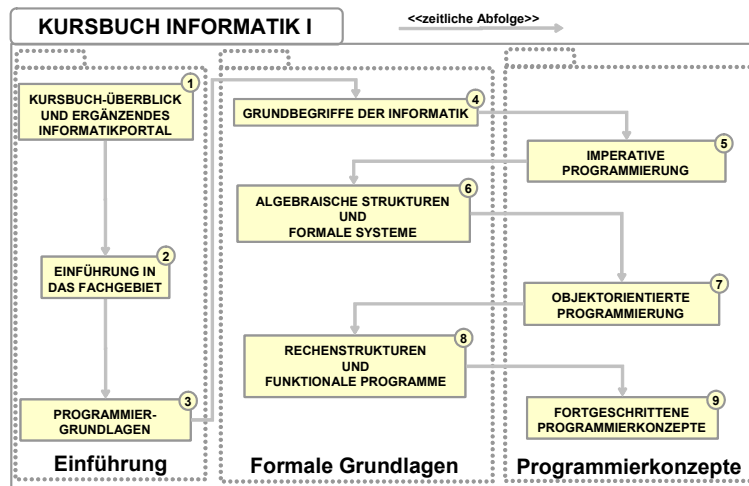 KURSBUCH INFORMATIK I
<<zeitliche Abfolge>>
1
KURSBUCH-ÜBERBLICK
UND ERGÄNZENDES
INFORMATIKPORTAL
2
EINFÜHRUNG IN
DAS FACHGEBIET
3
PROGRAMMIER-
GRUNDLAGEN
Einführung
4
GRUNDBEGRIFFE DER INFORMATIK
6
ALGEBRAISCHE STRUKTUREN
UND
FORMALE SYSTEME
8
RECHENSTRUKTUREN
UND
FUNKTIONALE PROGRAMME
Formale Grundlagen
5
IMPERATIVE
PROGRAMMIERUNG
7
OBJEKTORIENTIERTE
PROGRAMMIERUNG
9
FORTGESCHRITTENE
PROGRAMMIERKONZEPTE
Programmierkonzepte